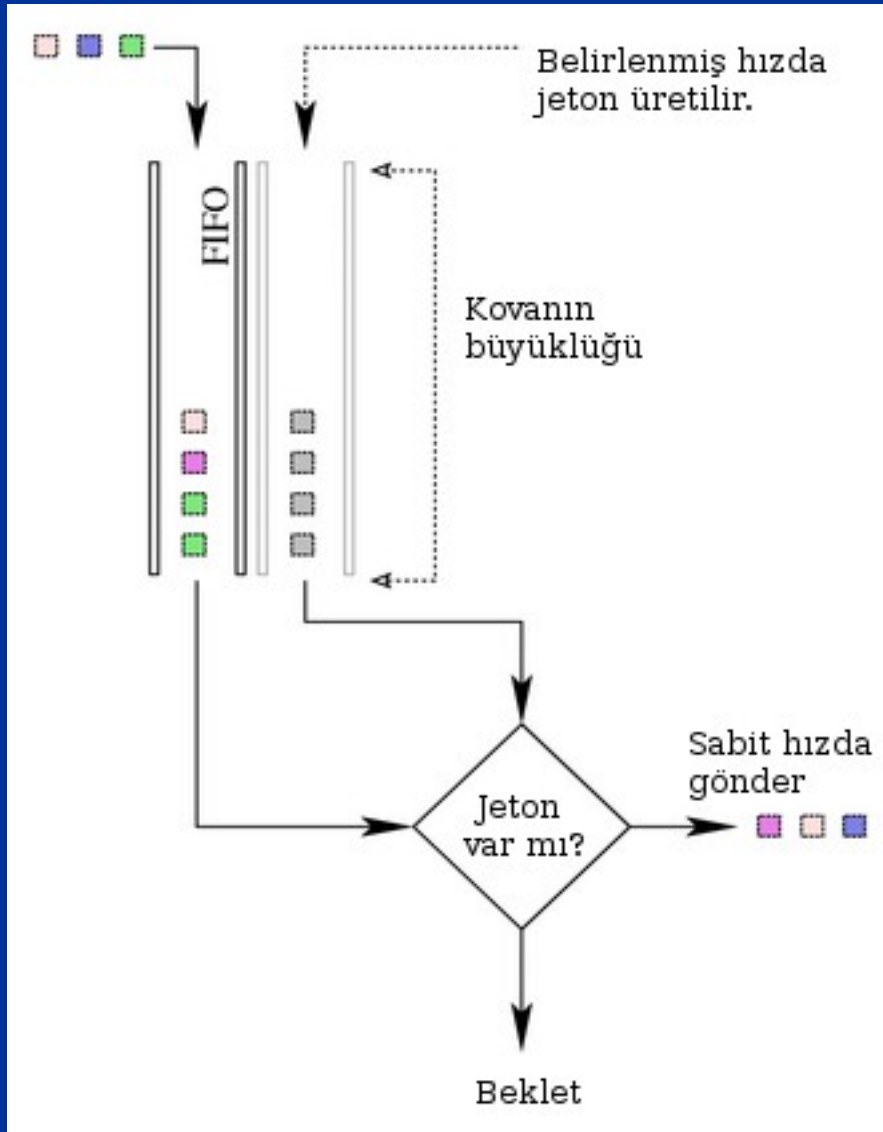 Belirlenmiş hızda
jeton üretilir.
FIFO
Kovanın
büyüklüğü
Sabit hızda
gönder
Jeton
var mı?
Beklet